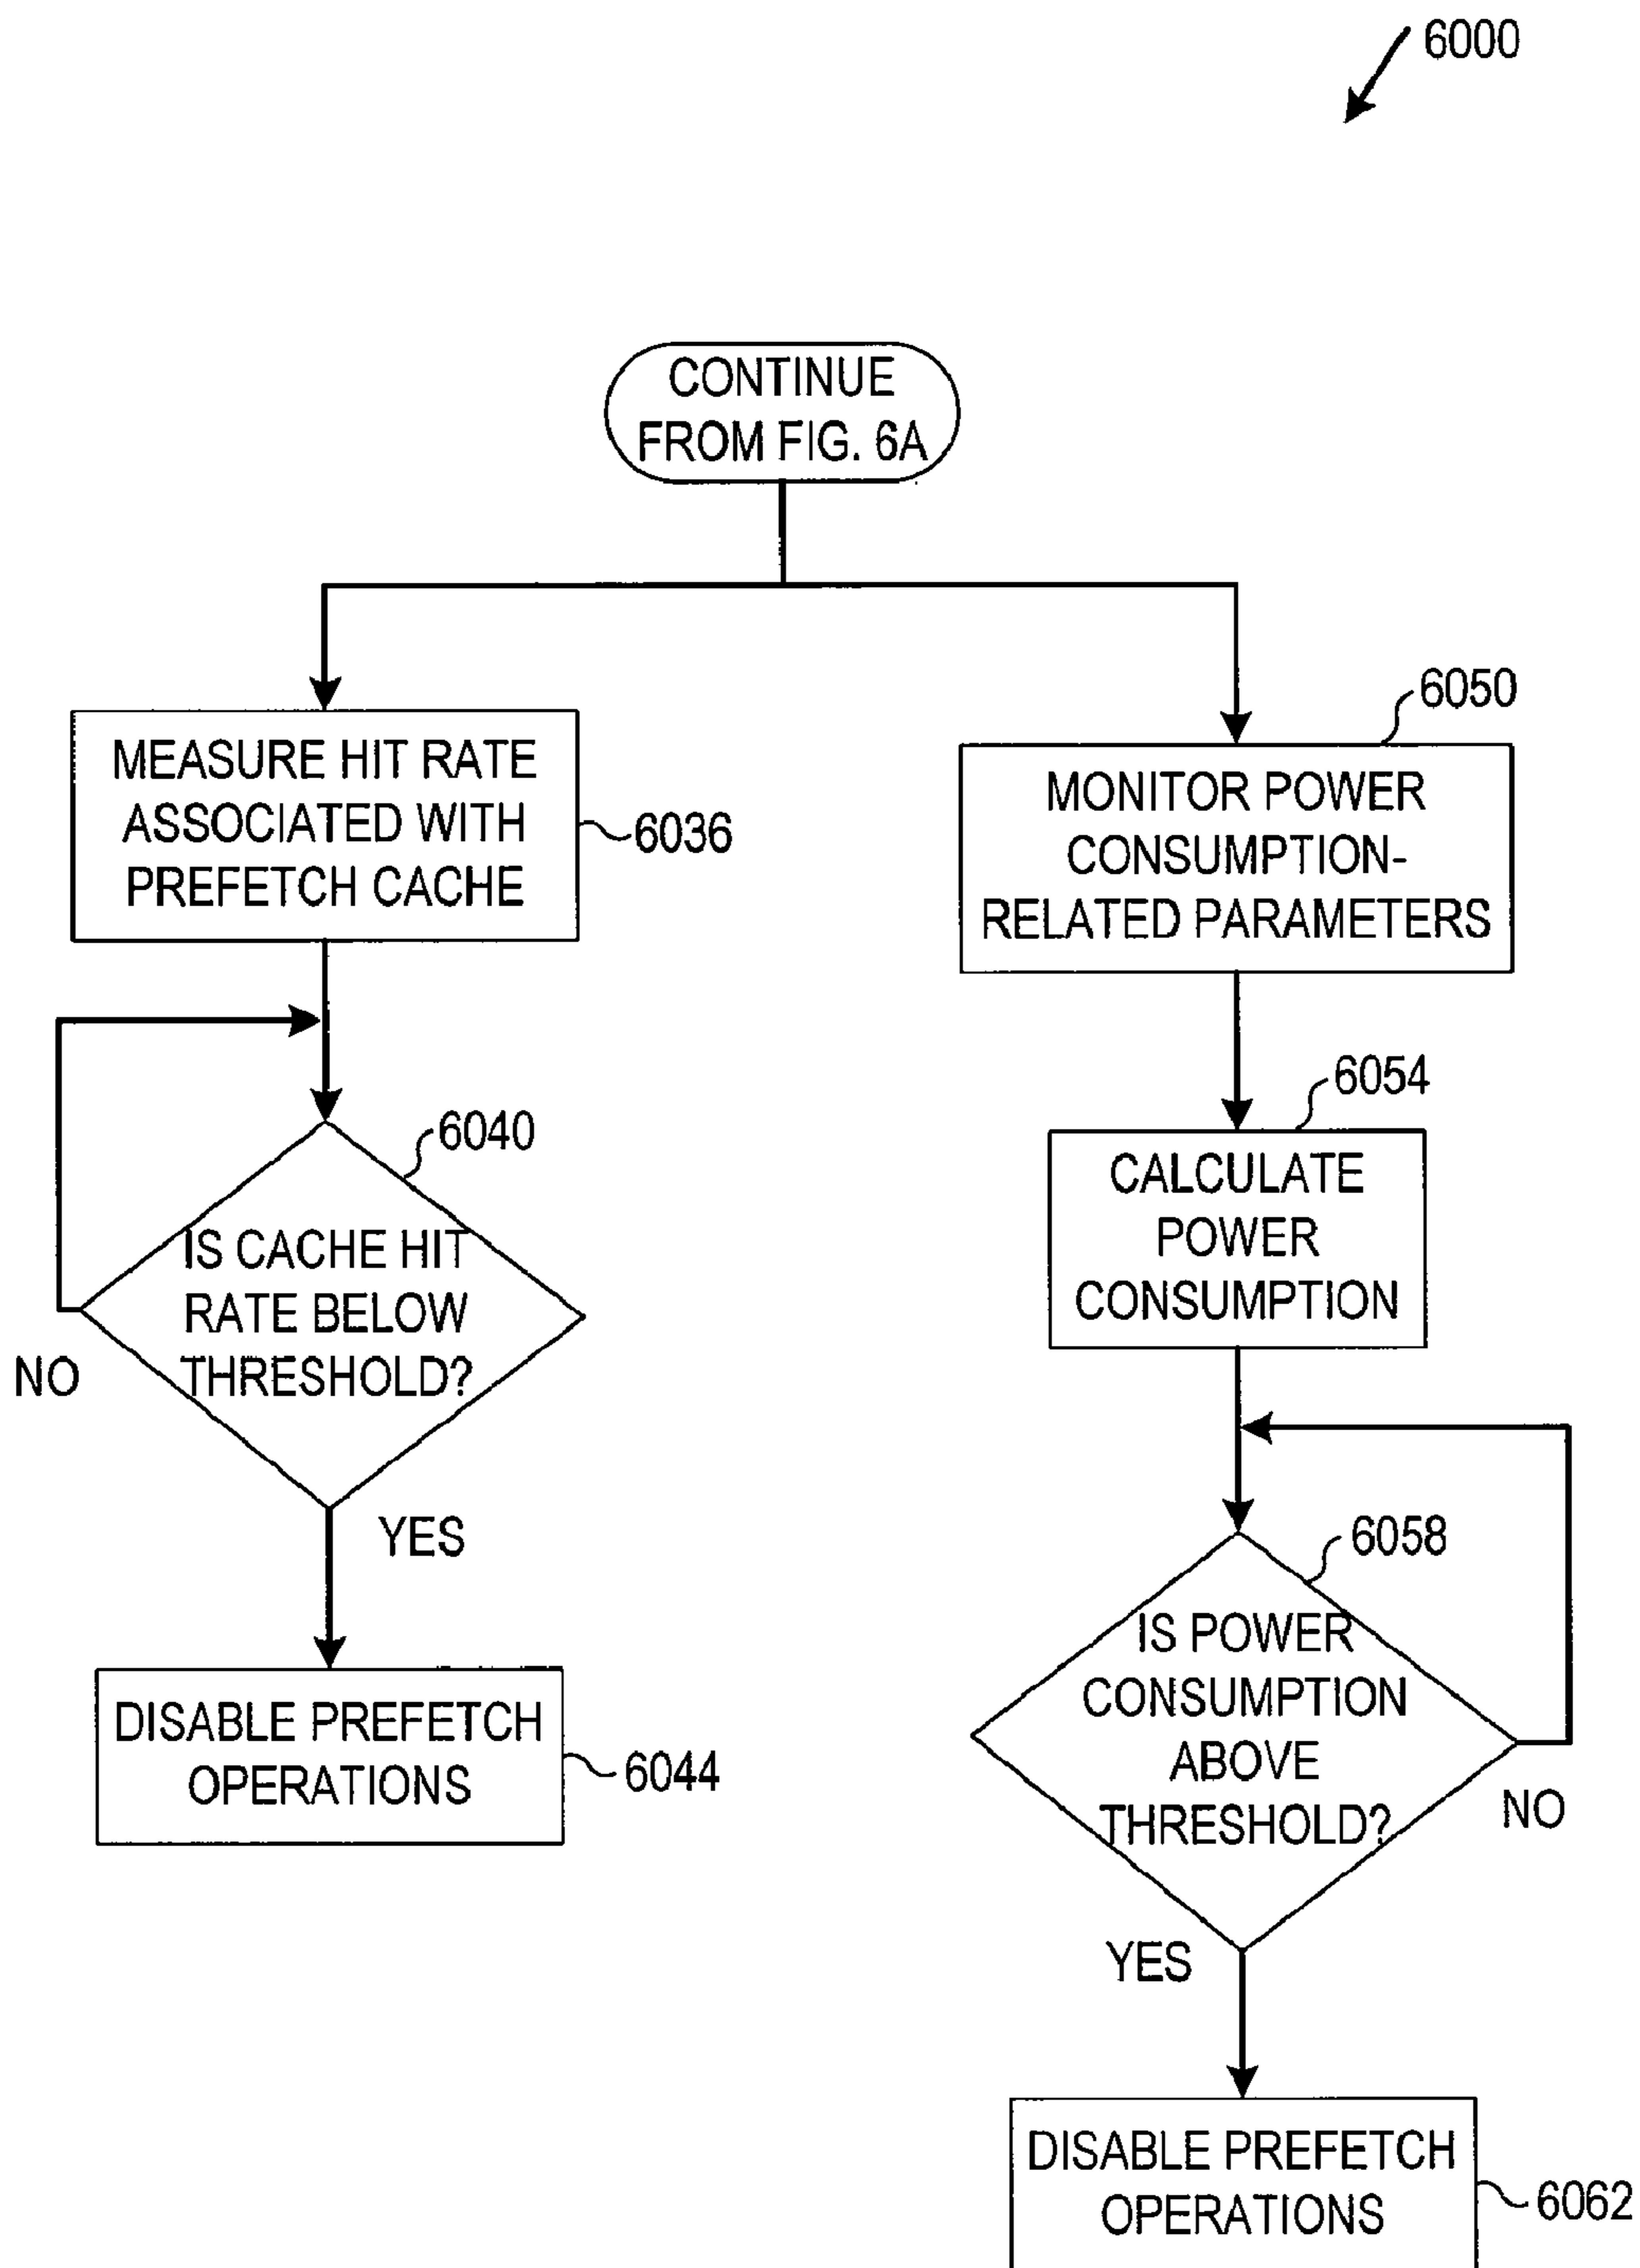 6000
CONTINUE
FROM FIG. 6A
MEASURE HIT RATE
ASSOCIATED WITH
PREFETCH CACHE
6036
6040
IS CACHE HIT
RATE BELOW
THRESHOLD?
NO
YES
DISABLE PREFETCH
OPERATIONS
6044
6050
MONITOR POWER
CONSUMPTION-
RELATED PARAMETERS
6054
CALCULATE
POWER
CONSUMPTION
6058
IS POWER
CONSUMPTION
ABOVE
THRESHOLD?
NO
YES
DISABLE PREFETCH
OPERATIONS
6062